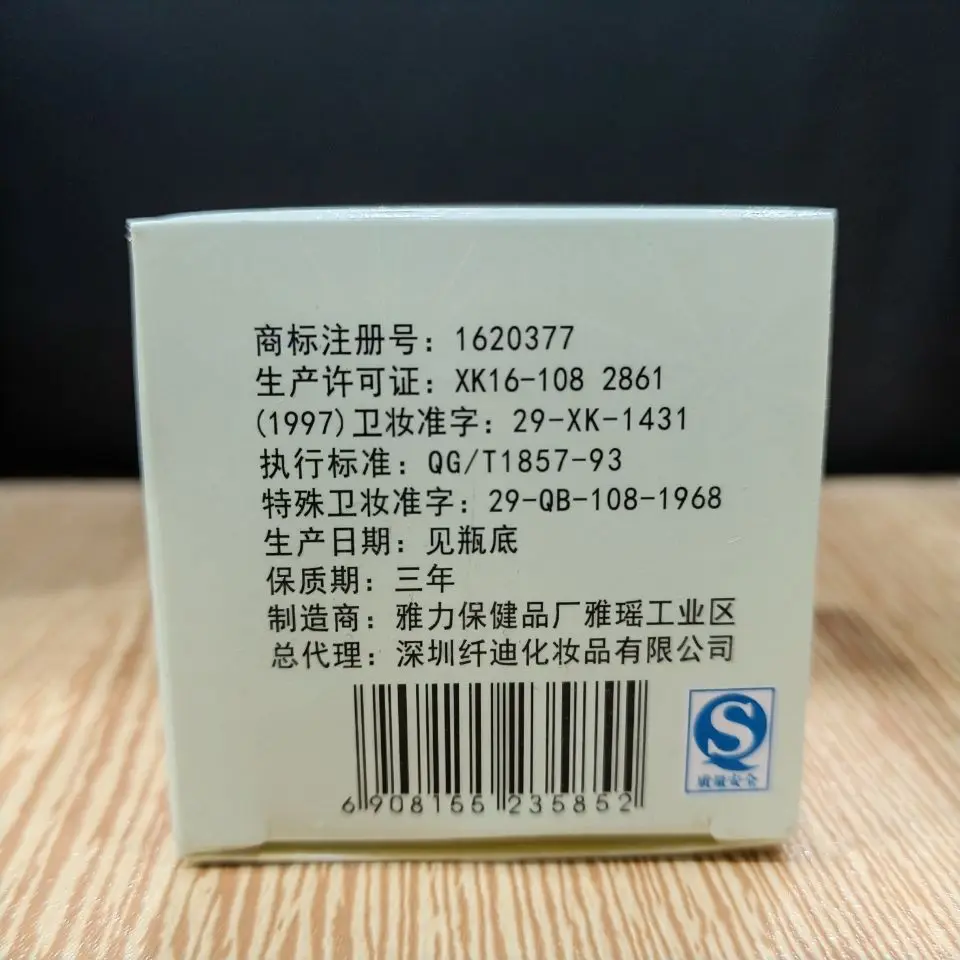 商标注册号：1620377
生产许可证：XK16-108 2861
(1997)卫妆准字：29-XK-1431
执行标准：QG/T1857-93
特殊卫妆准字：29-QB-108-1968
生产日期：见瓶底
保质期：三年
制造商：雅力保健品厂雅瑶工业区
总代理：深圳纤迪化妆品有限公司
6 908155 235852
质量安全